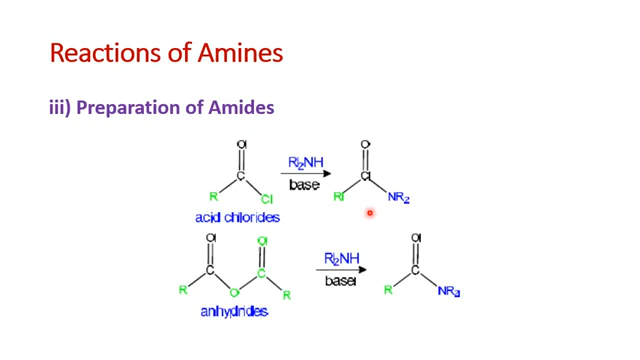 Reactions of Amines
iii) Preparation of Amides
O
R₂NH
O
C
base
C
R
Cl
R
NR₂
acid chlorides
O
O
R₂NH
O
C
C
base
C
R
O
R
R
NR₂
anhydrides